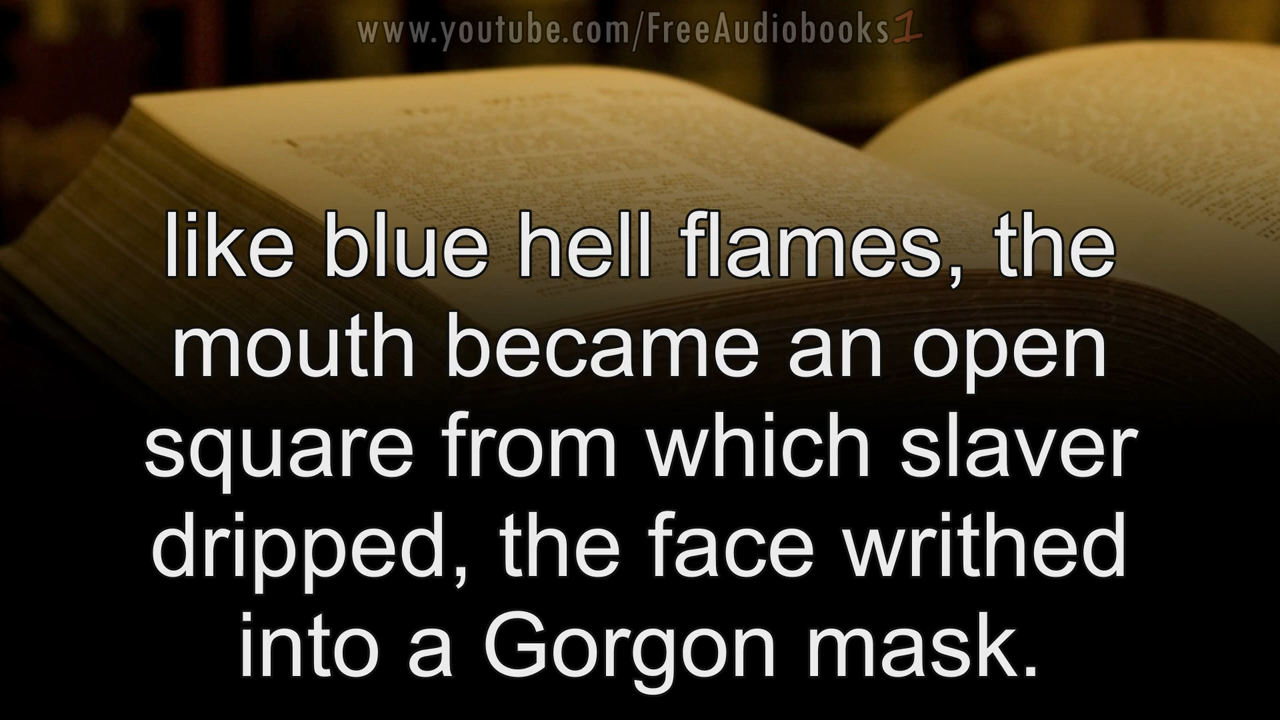 www.youtube.com/FreeAudiobooks1
like blue hell flames, the
mouth became an open
square from which slaver
dripped, the face writhed
into a Gorgon mask.